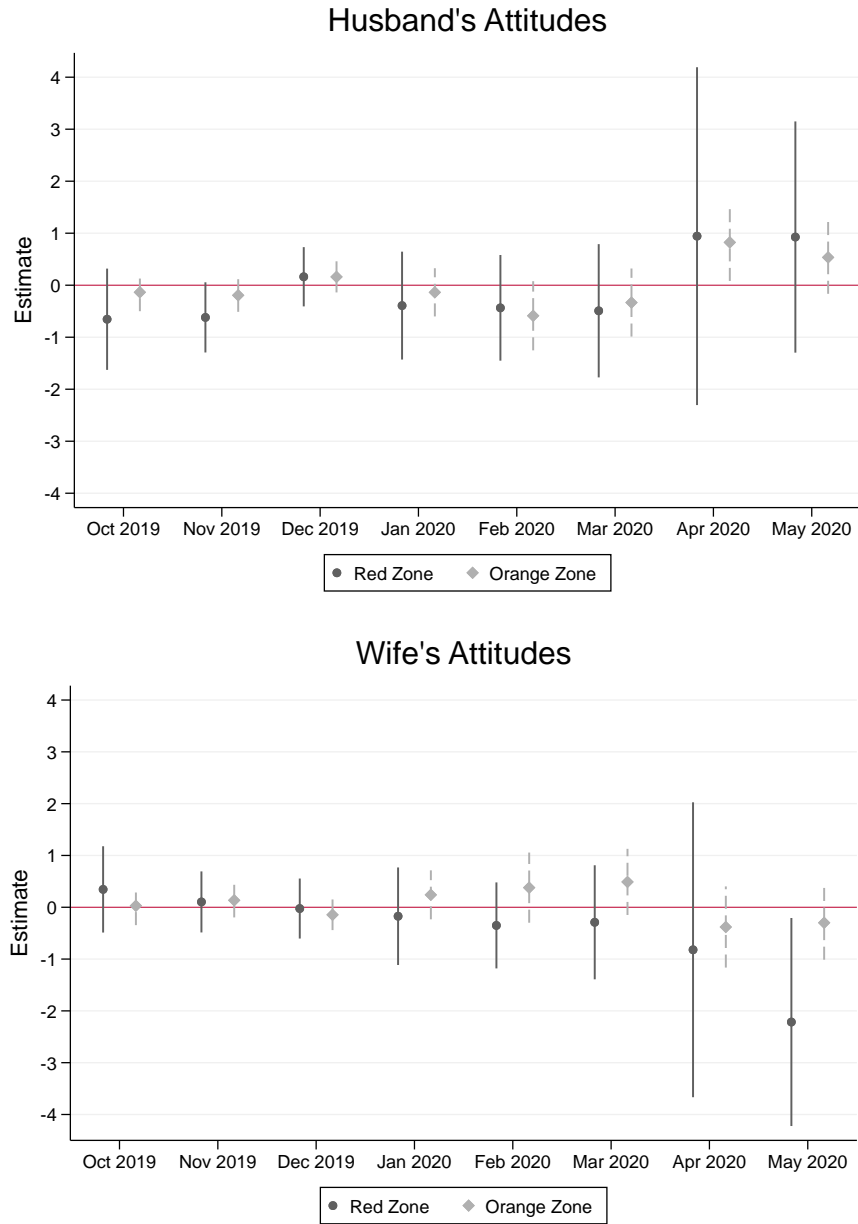 Husband's Attitudes
4
3
2
1
0
-1
-2
-3
-4
Estimate
Oct 2019 Nov 2019 Dec 2019 Jan 2020 Feb 2020 Mar 2020 Apr 2020 May 2020
Red Zone Orange Zone
Wife's Attitudes
4
3
2
1
0
-1
-2
-3
-4
Estimate
Oct 2019 Nov 2019 Dec 2019 Jan 2020 Feb 2020 Mar 2020 Apr 2020 May 2020
Red Zone Orange Zone